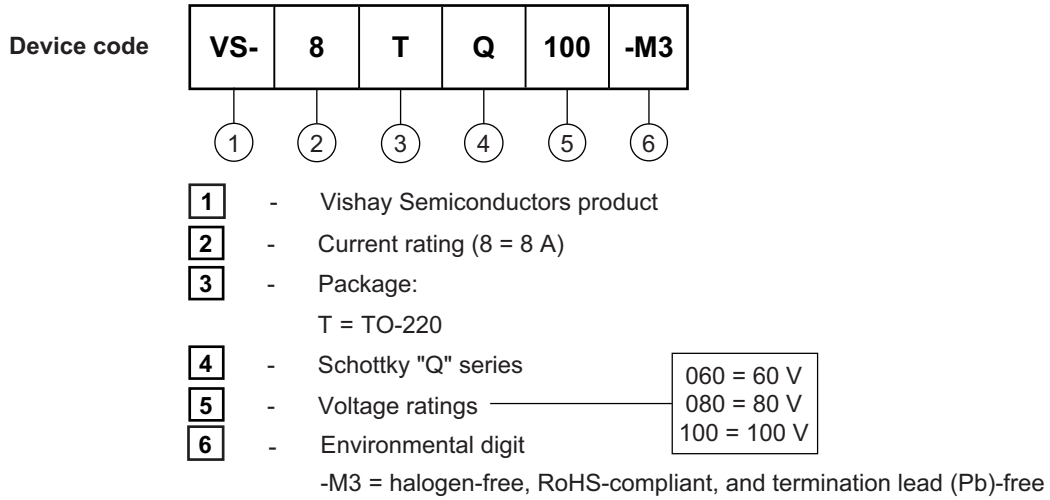 Device code VS- 8 T Q 100 -M3
1 2 3 4 5 6
1 - Vishay Semiconductors product
2 - Current rating (8 = 8 A)
3 - Package:
T = TO-220
4 - Schottky "Q" series
5 - Voltage ratings
060 = 60 V
080 = 80 V
100 = 100 V
6 - Environmental digit
-M3 = halogen-free, RoHS-compliant, and termination lead (Pb)-free